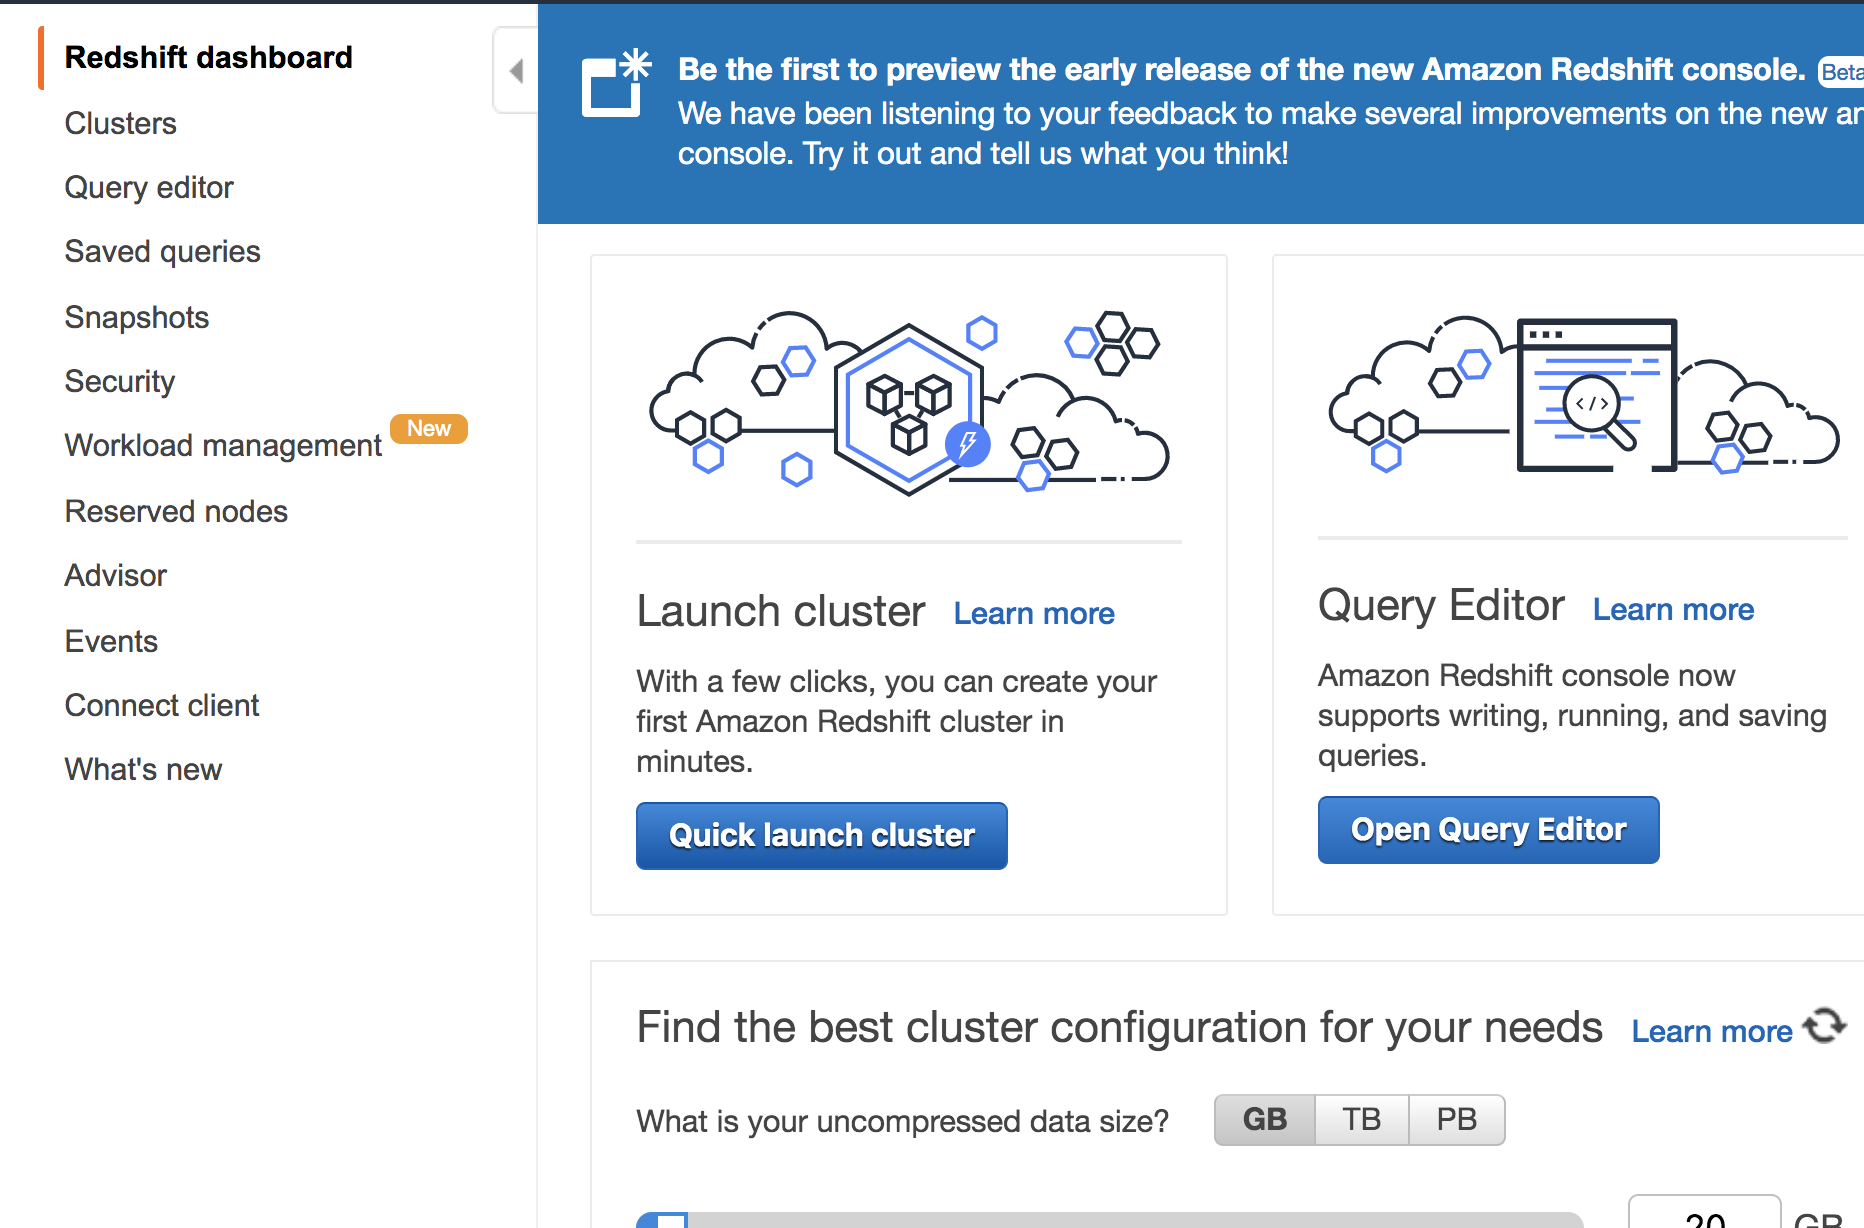 Redshift dashboard
Clusters
Query editor
Saved queries
Snapshots
Security
Workload management New
Reserved nodes
Advisor
Events
Connect client
What's new
Be the first to preview the early release of the new Amazon Redshift console. Beta
We have been listening to your feedback to make several improvements on the new
console. Try it out and tell us what you think!
Launch cluster Learn more
With a few clicks, you can create your
first Amazon Redshift cluster in
minutes.
Quick launch cluster
</>
Query Editor Learn more
Amazon Redshift console now
supports writing, running, and saving
queries.
Open Query Editor
Find the best cluster configuration for your needs Learn more
What is your uncompressed data size? GB TB PB
20 GB